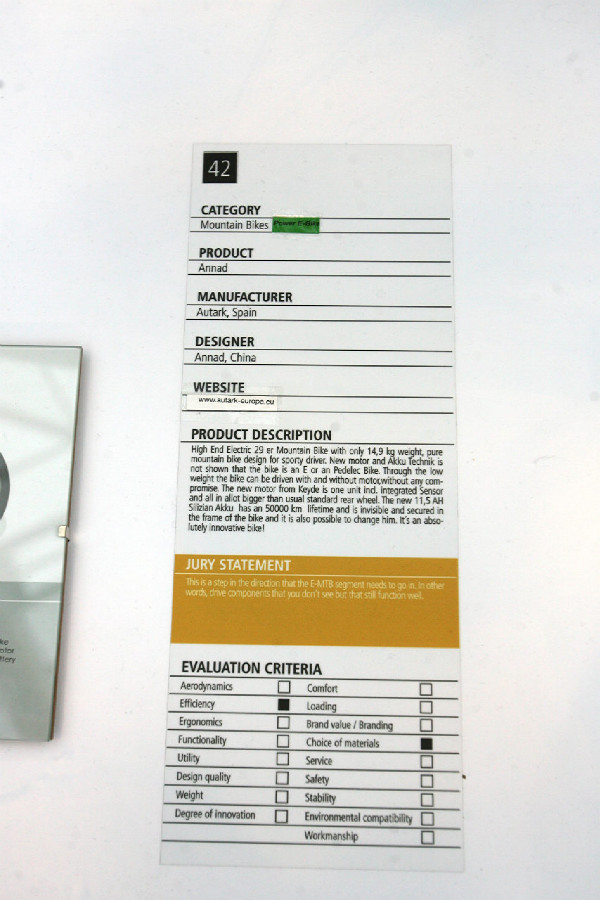 42
CATEGORY
Mountain Bikes Power E-Bike
PRODUCT
Annad
MANUFACTURER
Autark, Spain
DESIGNER
Annad, China
WEBSITE
www.autark-europe.eu
PRODUCT DESCRIPTION
High End Electric 29 er Mountain Bike with only 14,9 kg weight, pure
mountain bike design for sporty driver. New motor and Akku Technik is
not shown that the bike is an E or an Pedelec Bike. Through the low
weight the bike can be driven with and without motor,without any com-
promise. The new motor from Keyde is one unit incl. integrated Sensor
and all in allot bigger than usual standard rear wheel. The new 11,5 AH
Silizian Akku has an 50000 km lifetime and is invisible and secured in
the frame of the bike and it is also possible to change him. It's an abso-
lutely innovative bike!
JURY STATEMENT
This is a step in the direction that the E-MTB segment needs to go in. In other
words, drive components that you don't see but that still function well.
EVALUATION CRITERIA
Aerodynamics Comfort
Efficiency Loading
Ergonomics Brand value / Branding
Functionality Choice of materials
Utility Service
Design quality Safety
Weight Stability
Degree of innovation Environmental compatibility
Workmanship